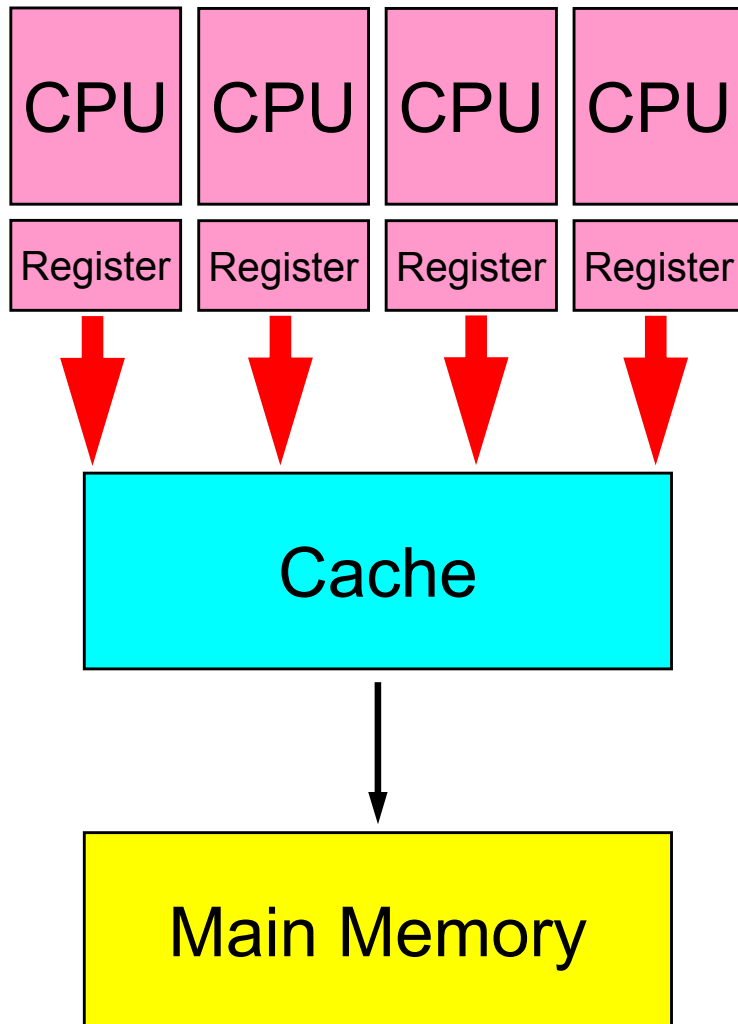 CPU CPU CPU CPU
Register Register Register Register
Cache
Main Memory